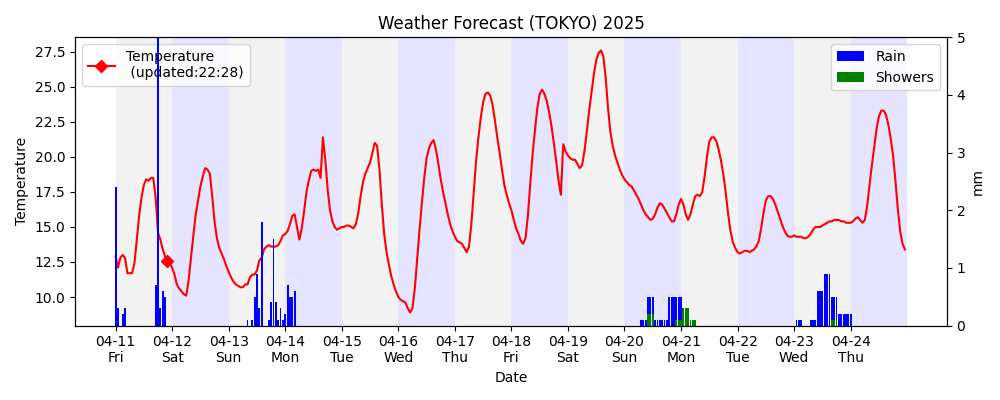 Weather Forecast (TOKYO) 2025
Temperature
(updated:22:28)
Rain
Showers
27.5
25.0
22.5
20.0
17.5
15.0
12.5
10.0
Temperature
5
4
3
2
1
0
mm
04-11 04-12 04-13 04-14 04-15 04-16 04-17 04-18 04-19 04-20 04-21 04-22 04-23 04-24
Fri Sat Sun Mon Tue Wed Thu Fri Sat Sun Mon Tue Wed Thu
Date